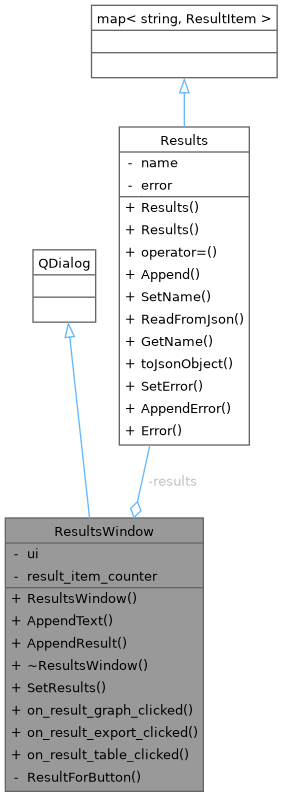 map< string, ResultItem >
Results
- name
- error
+ Results()
+ Results()
+ operator=()
+ Append()
+ SetName()
+ ReadFromJson()
+ GetName()
+ toJsonObject()
+ SetError()
+ AppendError()
+ Error()
QDialog
-results
ResultsWindow
- ui
- result_item_counter
+ ResultsWindow()
+ AppendText()
+ AppendResult()
+ ~ResultsWindow()
+ SetResults()
+ on_result_graph_clicked()
+ on_result_export_clicked()
+ on_result_table_clicked()
- ResultForButton()